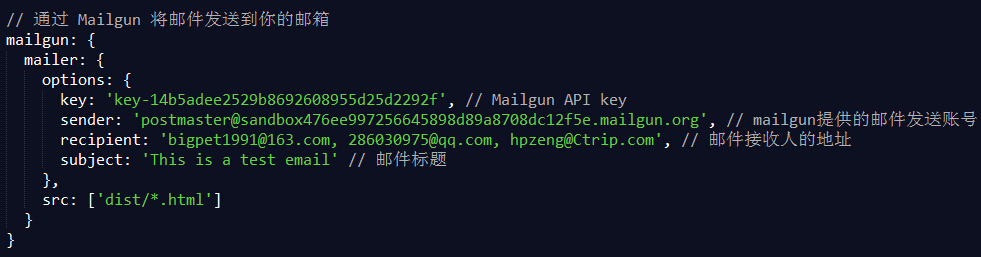 // 通过 Mailgun 将邮件发送到你的邮箱
mailgun: {
  mailer: {
    options: {
      key: 'key-14b5adee2529b8692608955d25d2292f', // Mailgun API key
      sender: 'postmaster@sandbox476ee997256645898d89a8708dc12f5e.mailgun.org', // mailgun提供的邮件发送账号
      recipient: 'bigpet1991@163.com, 286030975@qq.com, hpzeng@Ctrip.com', // 邮件接收人的地址
      subject: 'This is a test email' // 邮件标题
    },
    src: ['dist/*.html']
  }
}